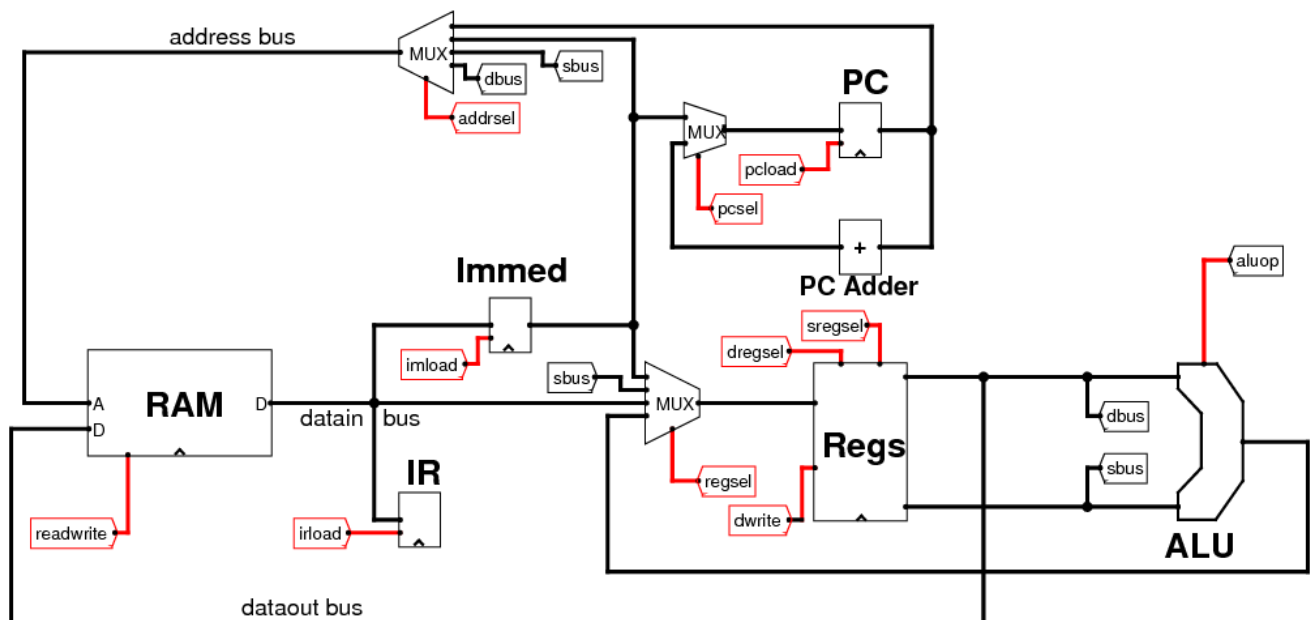 address bus
MUX
sbus
dbus
addrsel
PC
MUX
pcload
pcsel
+
PC Adder
Immed
aluop
sregsel
dregsel
imload
sbus
RAM
A
D
D
datain bus
MUX
Regs
dbus
sbus
IR
regsel
dwrite
readwrite
irload
ALU
dataout bus